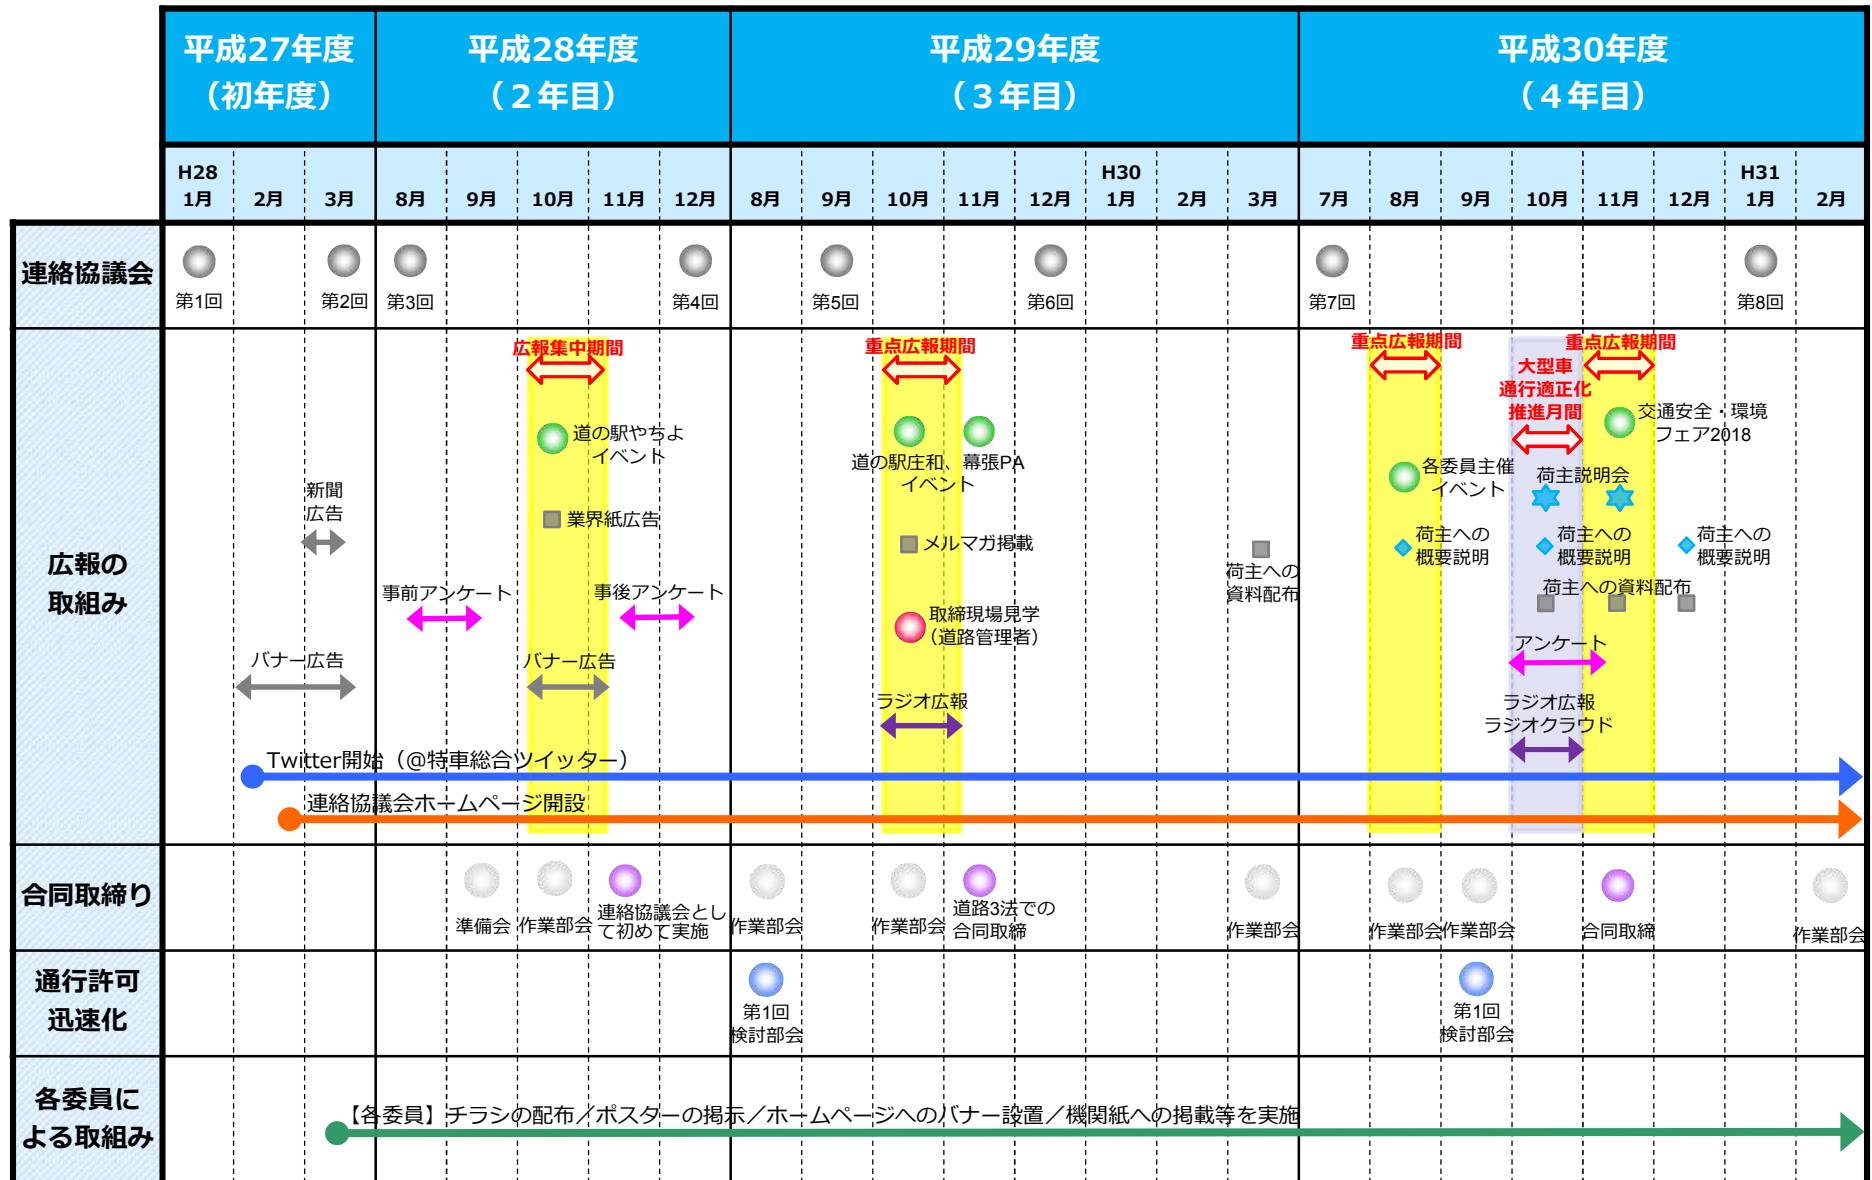 平成27年度
（初年度）
平成28年度
（２年目）
平成29年度
（３年目）
平成30年度
（４年目）
H28
1月
2月
3月
8月
9月
10月
11月
12月
8月
9月
10月
11月
12月
H30
1月
2月
3月
7月
8月
9月
10月
11月
12月
H31
1月
2月
連絡協議会
第1回
第2回
第3回
第4回
第5回
第6回
第7回
第8回
広報の
取組み
新聞
広告
バナー広告
広報集中期間
道の駅やちよ
イベント
業界紙広告
事前アンケート
事後アンケート
バナー広告
重点広報期間
道の駅庄和、幕張PA
イベント
メルマガ掲載
取締現場見学
（道路管理者）
ラジオ広報
荷主への
資料配布
重点広報期間
大型車
通行適正化
推進月間
重点広報期間
交通安全・環境
フェア2018
各委員主催
イベント
荷主説明会
荷主への
概要説明
荷主への
概要説明
荷主への
概要説明
荷主への資料配布
アンケート
ラジオ広報
ラジオクラウド
Twitter開始（@特車総合ツイッター）
連絡協議会ホームページ開設
合同取締り
準備会
作業部会
連絡協議会とし
て初めて実施
作業部会
作業部会
道路3法での
合同取締
作業部会
作業部会
作業部会
合同取締
作業部会
通行許可
迅速化
第1回
検討部会
第1回
検討部会
各委員に
よる取組み
【各委員】チラシの配布／ポスターの掲示／ホームページへのバナー設置／機関紙への掲載等を実施